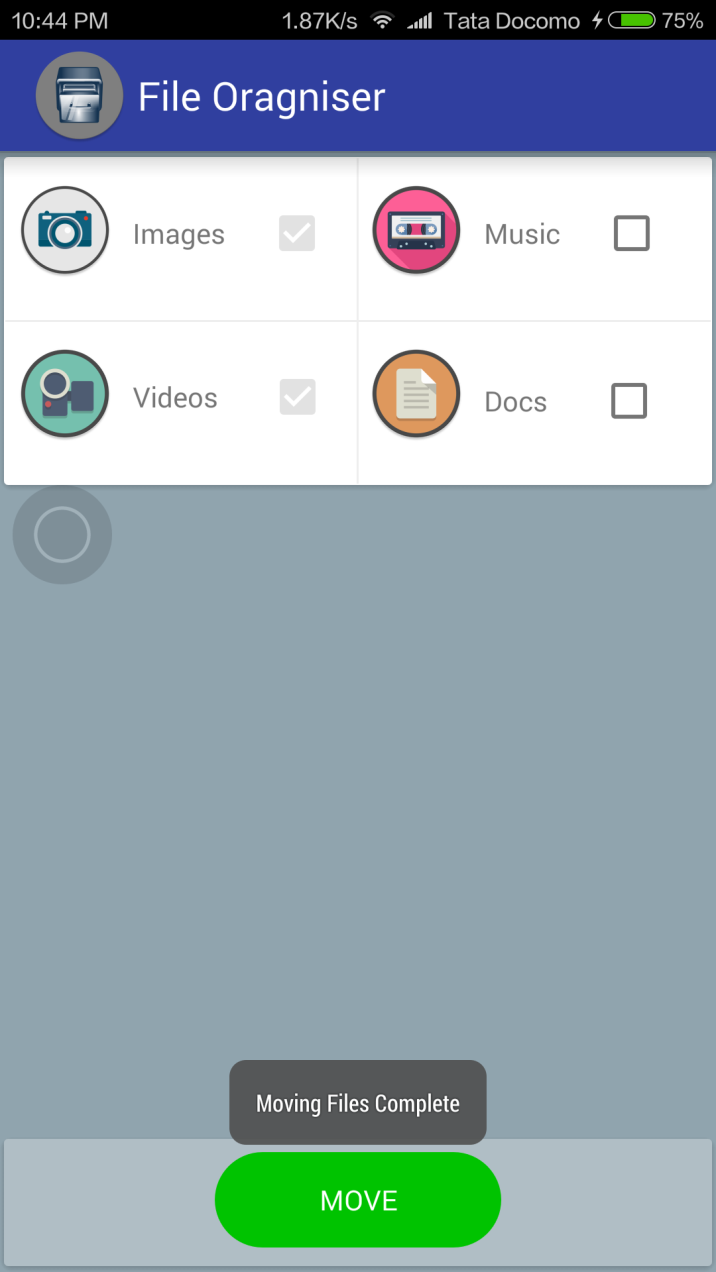 10:44 PM 1.87K/s Tata Docomo 75%
File Oragniser
Images Music
Videos Docs
Moving Files Complete
MOVE